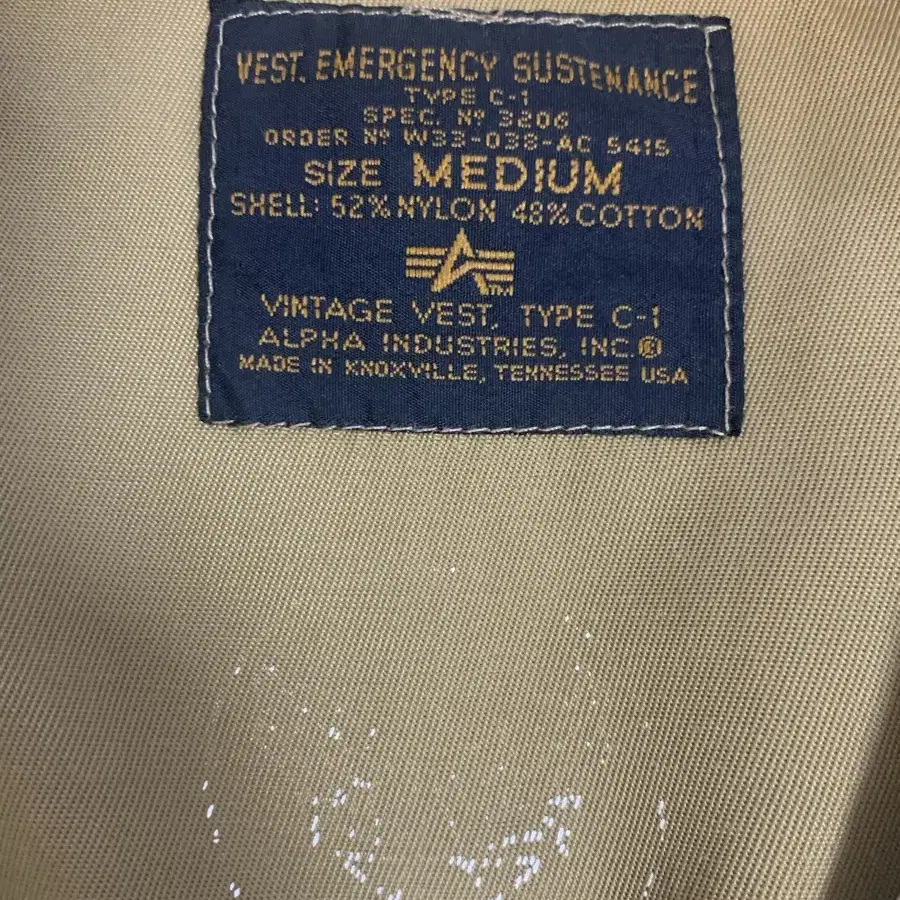 VEST, EMERGENCY SUSTENANCE
TYPE C-1
SPEC. Nº 3206
ORDER Nº W33-038-AC 5415
SIZE MEDIUM
SHELL: 52% NYLON 48% COTTON
TM
VINTAGE VEST, TYPE C-1
ALPHA INDUSTRIES, INC.®
MADE IN KNOXVILLE, TENNESSEE USA